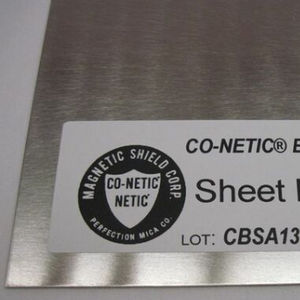 MAGNETIC SHIELD CORP.
CO-NETIC®
NETIC®
PERFECTION MICA CO.
CO-NETIC®
Sheet
LOT: CBSA13